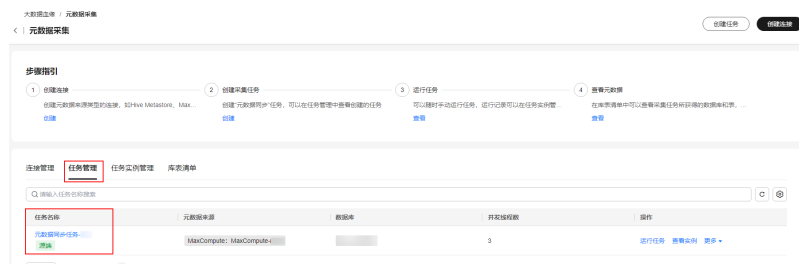 大数据迁移 / 元数据采集
元数据采集
创建任务
创建连接
步骤指引
1 创建连接
创建元数据来源类型的连接，如Hive Metastore、Max...
创建
2 创建采集任务
创建"元数据同步"任务，可以在任务管理中查看创建的任务
创建
3 运行任务
可以随时手动运行任务，运行记录可以在任务实例管...
查看
4 查看元数据
在库表清单中可以查看采集任务所获得的数据库和表，...
查看
连接管理 任务管理 任务实例管理 库表清单
请输入任务名称搜索
任务名称 元数据来源 数据库 并发线程数 操作
元数据同步任务-
源端
MaxCompute：MaxCompute-
3
运行任务 查看实例 更多